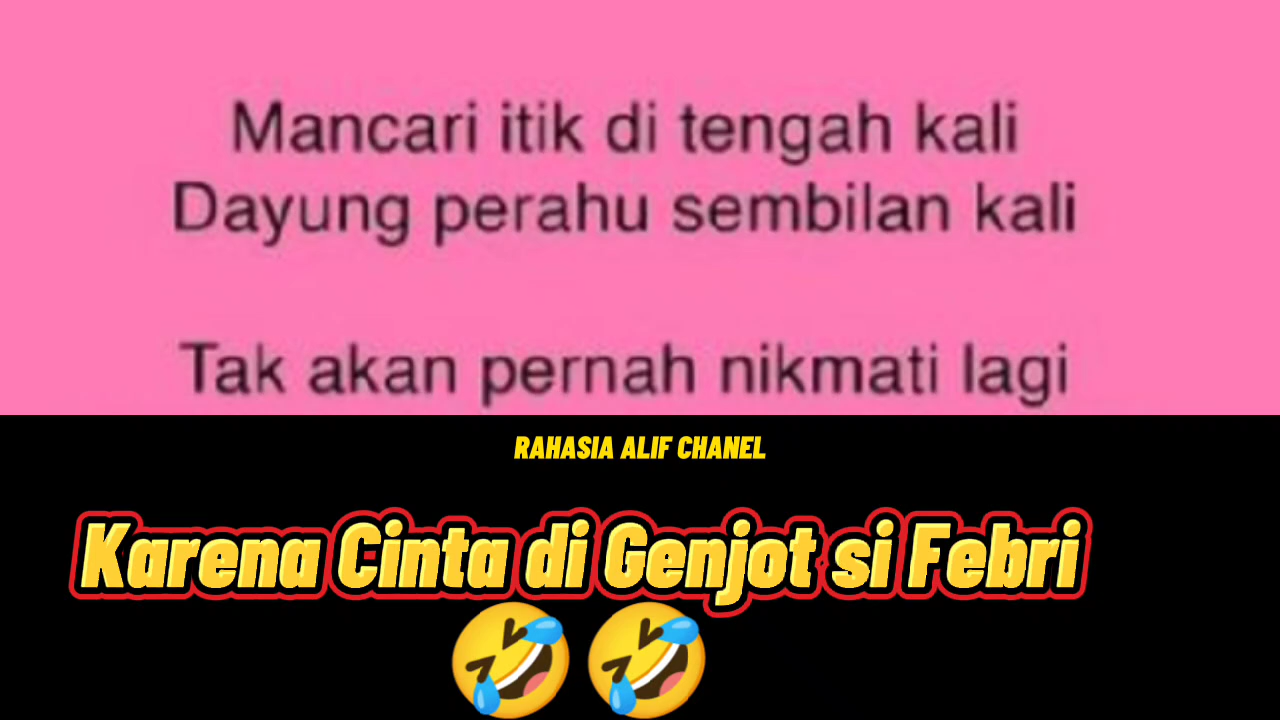 Mancari itik di tengah kali
Dayung perahu sembilan kali
Tak akan pernah nikmati lagi
RAHASIA ALIF CHANEL
Karena Cinta di Genjot si Febri